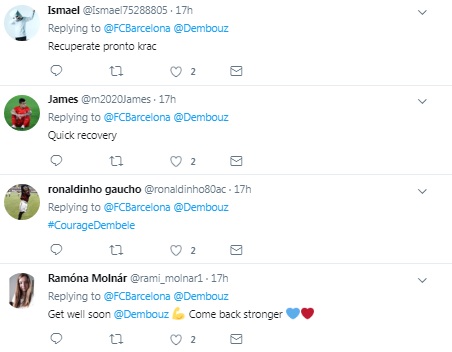 Ismael @Ismael75288805 · 17h
Replying to @FCBarcelona @Dembouz
Recuperate pronto krac
2
James @m2020James · 17h
Replying to @FCBarcelona @Dembouz
Quick recovery
2
ronaldinho gaucho @ronaldinho80ac · 17h
Replying to @FCBarcelona @Dembouz
#CourageDembele
2
Ramóna Molnár @rami_molnar1 · 17h
Replying to @FCBarcelona @Dembouz
Get well soon @Dembouz 💪 Come back stronger 💙❤️
2